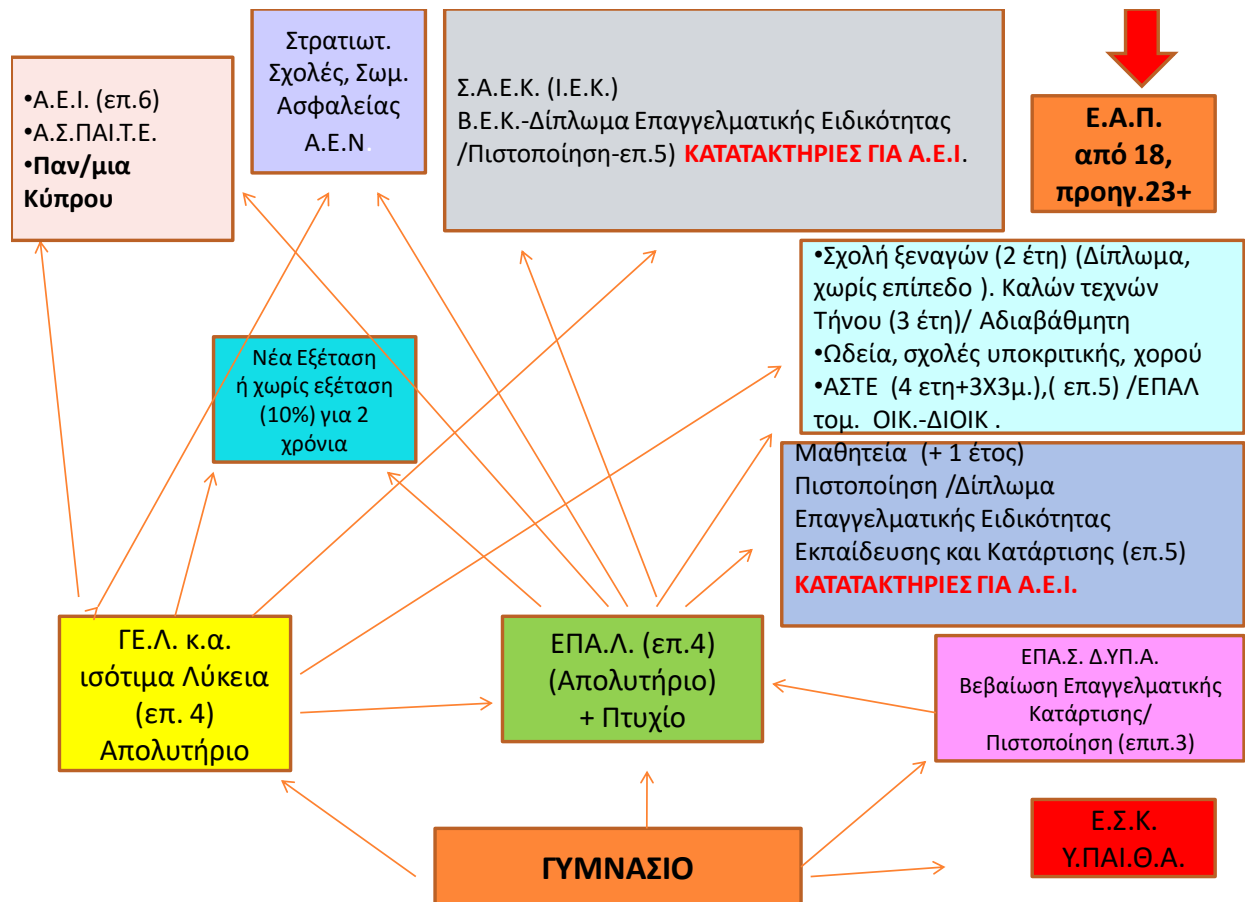 •Α.Ε.Ι. (επ.6)
•Α.Σ.ΠΑΙ.Τ.Ε.
•Παν/μια
Κύπρου
Στρατιωτ.
Σχολές, Σωμ.
Ασφαλείας
Α.Ε.Ν.
Σ.Α.Ε.Κ. (Ι.Ε.Κ.)
Β.Ε.Κ.-Δίπλωμα Επαγγελματικής Ειδικότητας
/Πιστοποίηση-επ.5) ΚΑΤΑΤΑΚΤΗΡΙΕΣ ΓΙΑ Α.Ε.Ι.
Ε.Α.Π.
από 18,
προηγ.23+
•Σχολή ξεναγών (2 έτη) (Δίπλωμα,
χωρίς επίπεδο ). Καλών τεχνών
Τήνου (3 έτη)/ Αδιαβάθμητη
•Ωδεία, σχολές υποκριτικής, χορού
•ΑΣΤΕ (4 ετη+3Χ3μ.),( επ.5) /ΕΠΑΛ
τομ. ΟΙΚ.-ΔΙΟΙΚ .
Νέα Εξέταση
ή χωρίς εξέταση
(10%) για 2
χρόνια
Μαθητεία (+ 1 έτος)
Πιστοποίηση /Δίπλωμα
Επαγγελματικής Ειδικότητας
Εκπαίδευσης και Κατάρτισης (επ.5)
ΚΑΤΑΤΑΚΤΗΡΙΕΣ ΓΙΑ Α.Ε.Ι.
ΓΕ.Λ. κ.α.
ισότιμα Λύκεια
(επ. 4)
Απολυτήριο
ΕΠΑ.Λ. (επ.4)
(Απολυτήριο)
+ Πτυχίο
ΕΠΑ.Σ. Δ.ΥΠ.Α.
Βεβαίωση Επαγγελματικής
Κατάρτισης/
Πιστοποίηση (επιπ.3)
ΓΥΜΝΑΣΙΟ
Ε.Σ.Κ.
Υ.ΠΑΙ.Θ.Α.